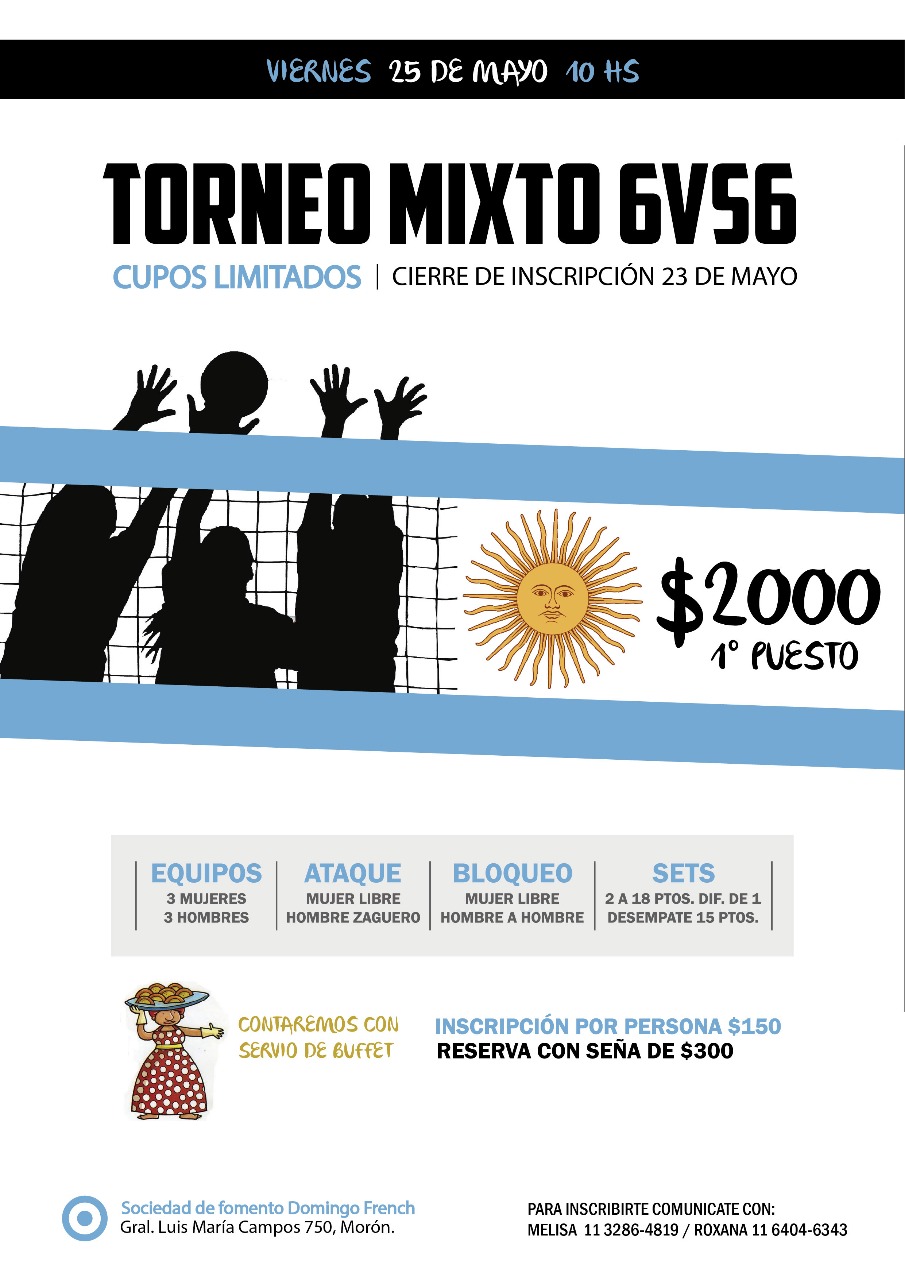 VIERNES 25 DE MAYO 10 HS
TORNEO MIXTO 6VS6
CUPOS LIMITADOS | CIERRE DE INSCRIPCIÓN 23 DE MAYO
$2000
1° PUESTO
EQUIPOS
3 MUJERES
3 HOMBRES
ATAQUE
MUJER LIBRE
HOMBRE ZAGUERO
BLOQUEO
MUJER LIBRE
HOMBRE A HOMBRE
SETS
2 A 18 PTOS. DIF. DE 1
DESEMPATE 15 PTOS.
CONTAREMOS CON
SERVIO DE BUFFET
INSCRIPCIÓN POR PERSONA $150
RESERVA CON SEÑA DE $300
Sociedad de fomento Domingo French
Gral. Luis María Campos 750, Morón.
PARA INSCRIBIRTE COMUNICATE CON:
MELISA 11 3286-4819 / ROXANA 11 6404-6343